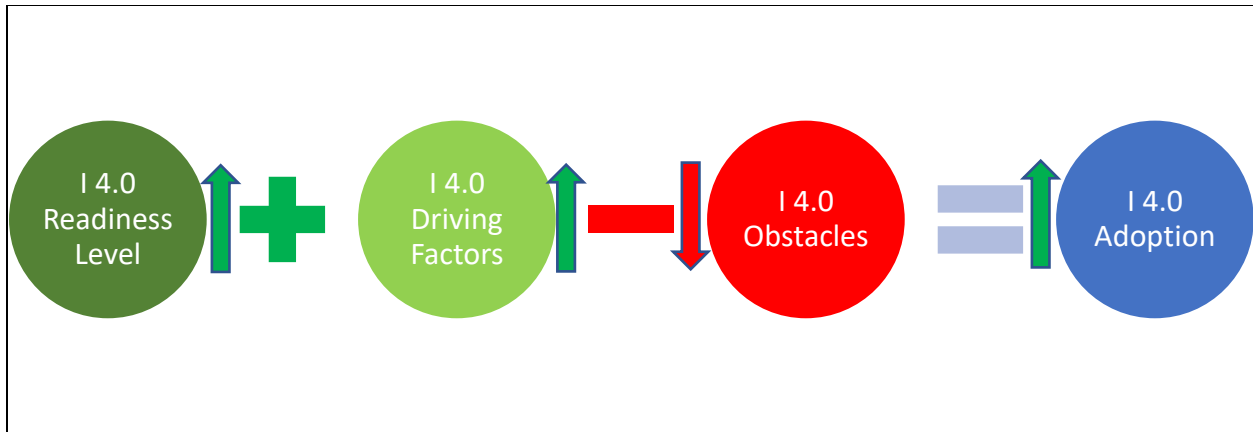 I 4.0
Readiness
Level
I 4.0
Driving
Factors
I 4.0
Obstacles
I 4.0
Adoption